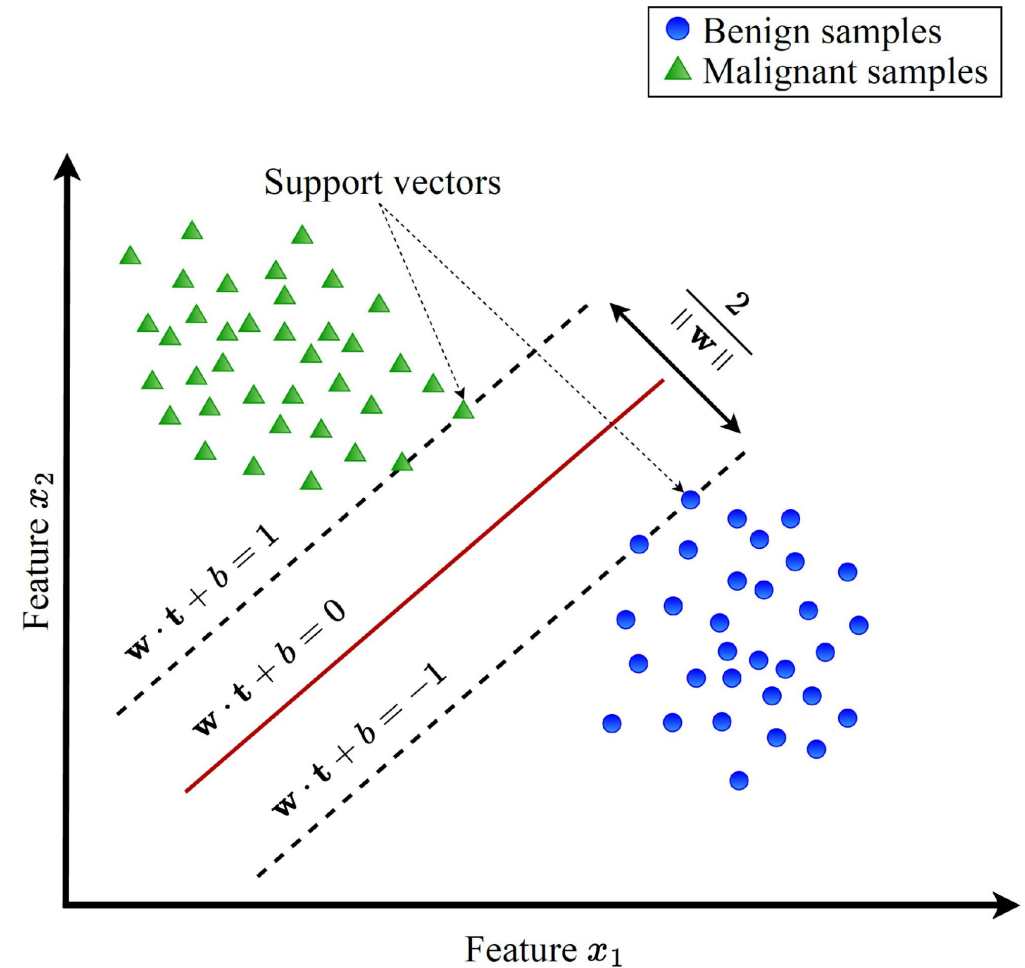 Benign samples
Malignant samples
Support vectors
2
‖w‖
w · t + b = 1
w · t + b = 0
w · t + b = −1
Feature x₂
Feature x₁